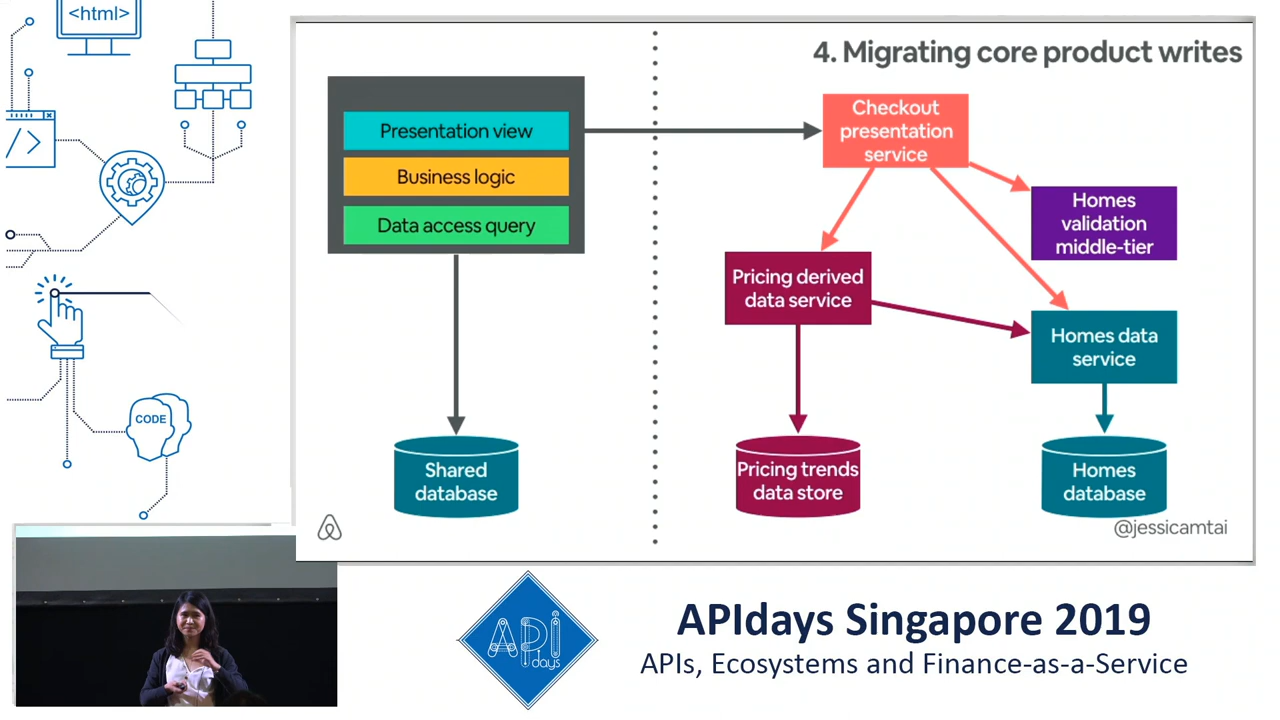 <html>
4. Migrating core product writes
Presentation view
Business logic
Data access query
Shared
database
Checkout
presentation
service
Homes
validation
middle-tier
Pricing derived
data service
Homes data
service
Pricing trends
data store
Homes
database
@jessicamtai
</>
CODE
API
days
APIdays Singapore 2019
APIs, Ecosystems and Finance-as-a-Service